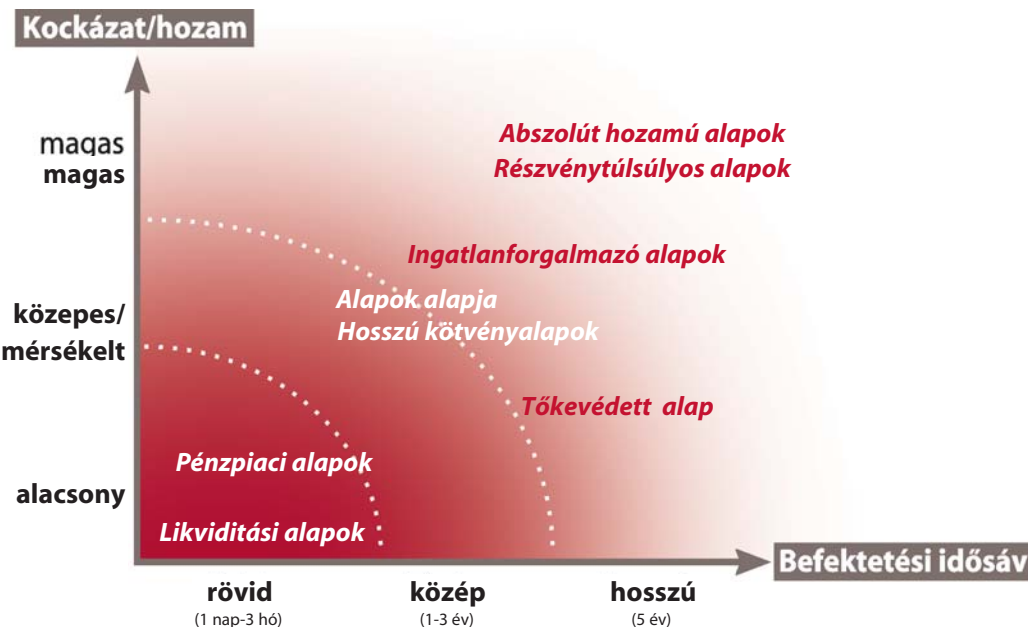 Kockázat/hozam
magas
magas
Abszolút hozamú alapok
Részvénytúlsúlyos alapok
Ingatlanforgalmazó alapok
Alapok alapja
Hosszú kötvényalapok
közepes/
mérsékelt
Tőkevédett alap
Pénzpiaci alapok
alacsony
Likviditási alapok
Befektetési idősáv
rövid
közép
hosszú
(1 nap-3 hó)
(1-3 év)
(5 év)